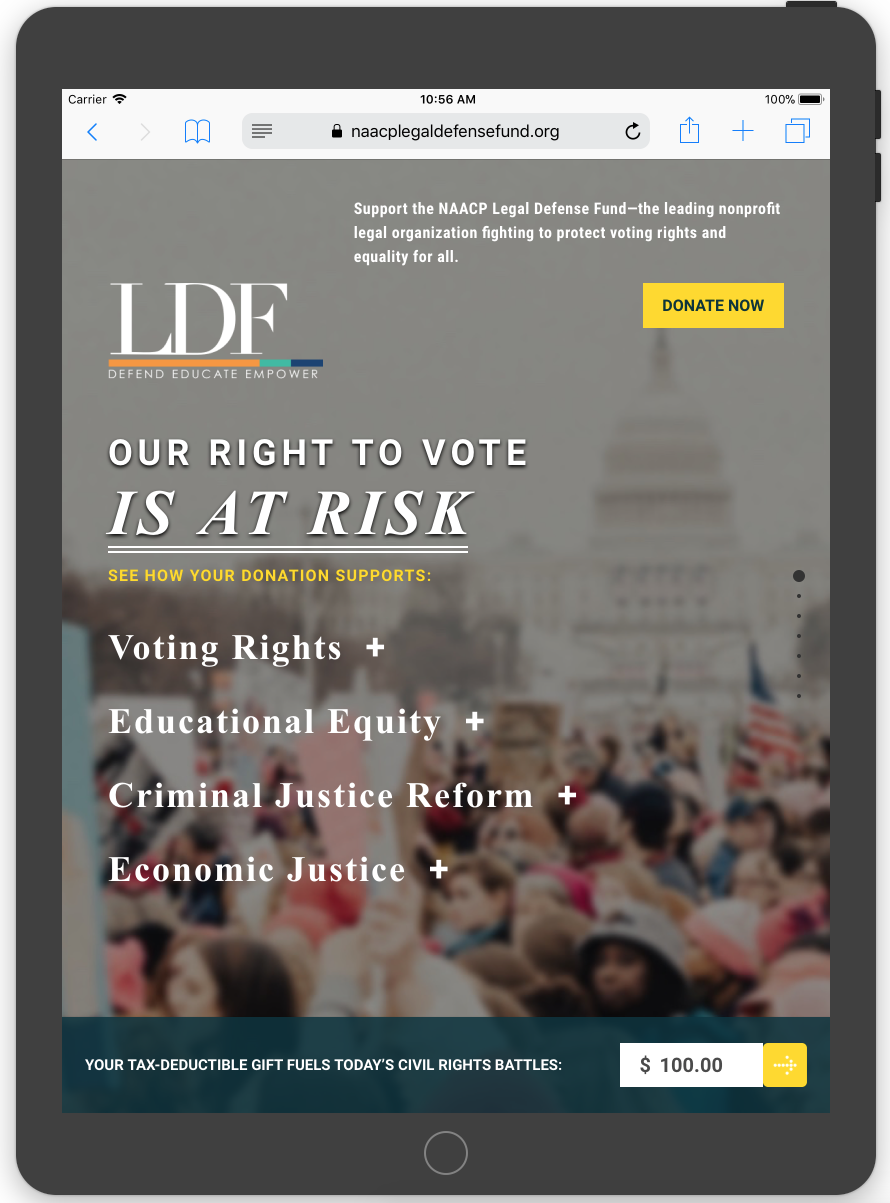 Carrier 10:56 AM 100%
naacplegaldefensefund.org
Support the NAACP Legal Defense Fund—the leading nonprofit
legal organization fighting to protect voting rights and
equality for all.
DONATE NOW
LDF
DEFEND EDUCATE EMPOWER
OUR RIGHT TO VOTE
IS AT RISK
SEE HOW YOUR DONATION SUPPORTS:
Voting Rights +
Educational Equity +
Criminal Justice Reform +
Economic Justice +
YOUR TAX-DEDUCTIBLE GIFT FUELS TODAY’S CIVIL RIGHTS BATTLES: $ 100.00